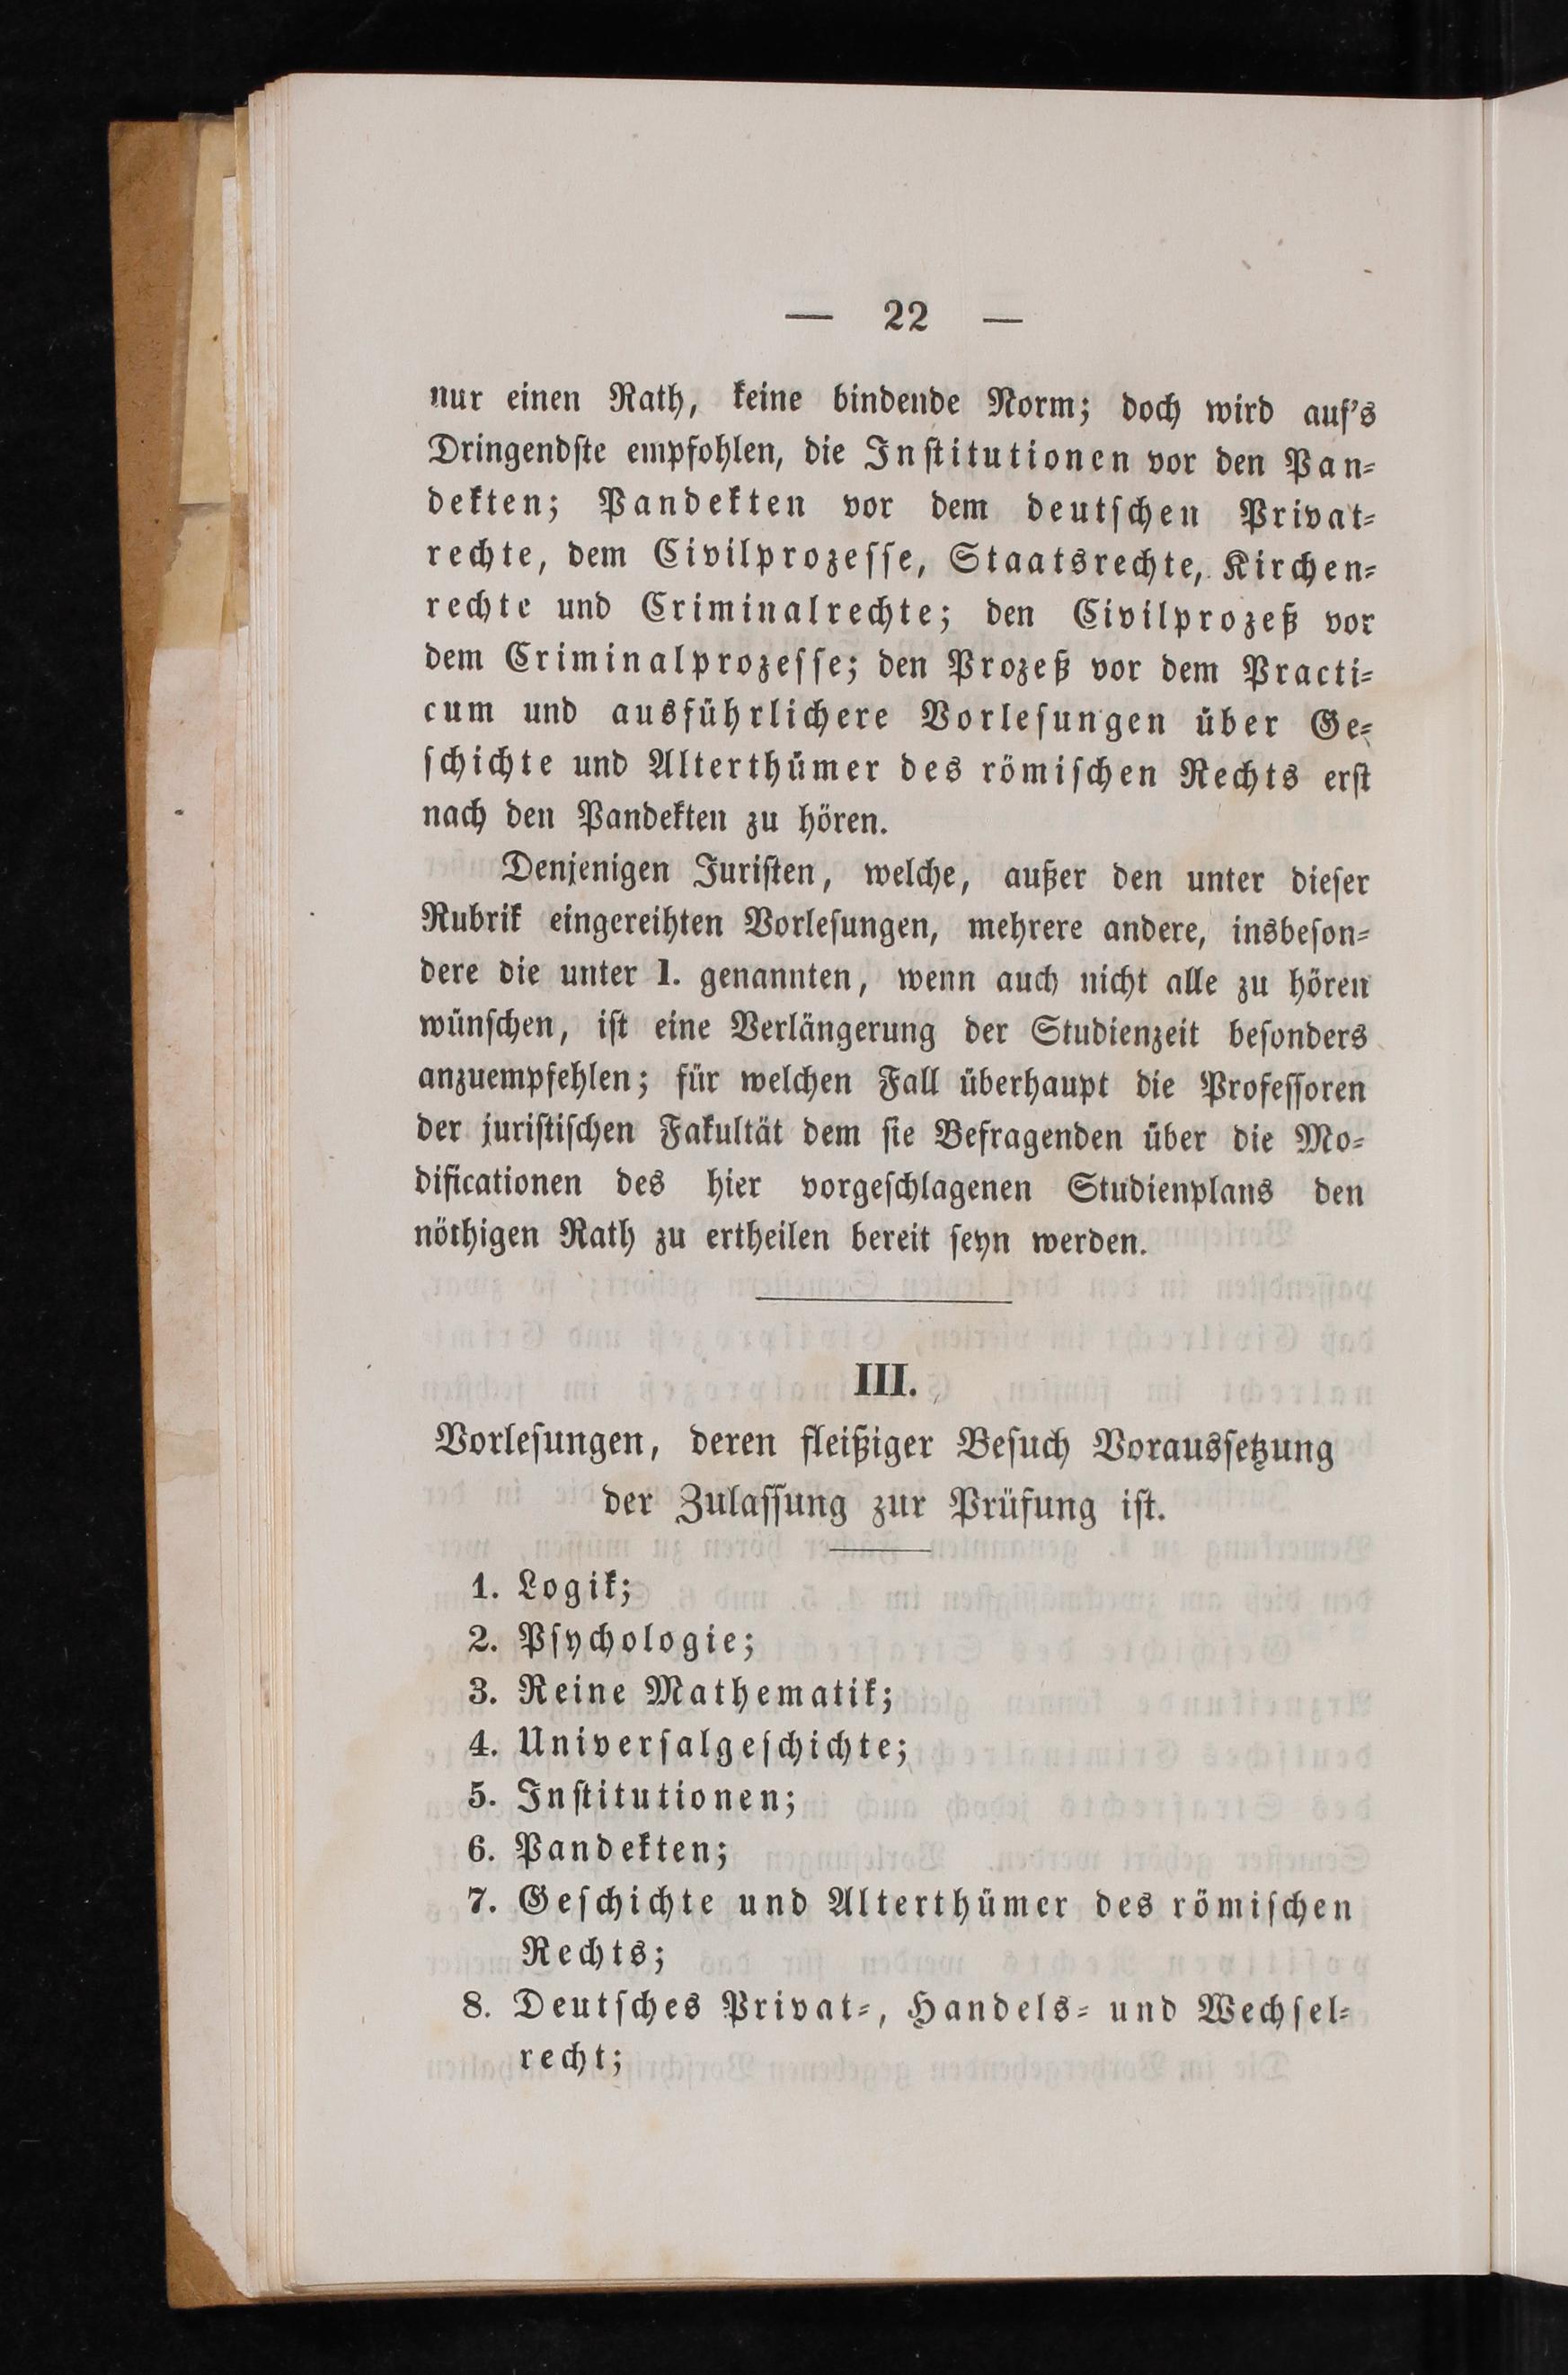 — 22 —
nur einen Rath, keine bindende Norm; doch wird auf's
Dringendſte empfohlen, die Inſtitutionen vor den Pan-
dekten; Pandekten vor dem deutſchen Privat-
rechte, dem Civilprozeſſe, Staatsrechte, Kirchen-
rechte und Criminalrechte; den Civilprozeß vor
dem Criminalprozeſſe; den Prozeß vor dem Practi-
cum und ausführlichere Vorleſungen über Ge-
ſchichte und Alterthümer des römiſchen Rechts erſt
nach den Pandekten zu hören.
Denjenigen Juriſten, welche, außer den unter dieſer
Rubrik eingereihten Vorleſungen, mehrere andere, insbeſon-
dere die unter I. genannten, wenn auch nicht alle zu hören
wünſchen, iſt eine Verlängerung der Studienzeit beſonders
anzuempfehlen; für welchen Fall überhaupt die Profeſſoren
der juriſtiſchen Fakultät dem ſie Befragenden über die Mo-
dificationen des hier vorgeſchlagenen Studienplans den
nöthigen Rath zu ertheilen bereit ſeyn werden.
III.
Vorleſungen, deren fleißiger Beſuch Vorausſetzung
der Zulaſſung zur Prüfung iſt.
1. Logik;
2. Pſychologie;
3. Reine Mathematik;
4. Univerſalgeſchichte;
5. Inſtitutionen;
6. Pandekten;
7. Geſchichte und Alterthümer des römiſchen
Rechts;
8. Deutſches Privat-, Handels- und Wechſel-
recht;